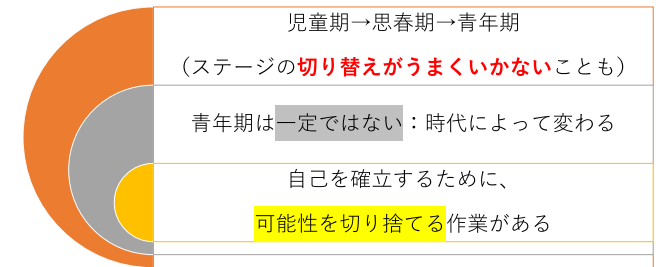 児童期→思春期→青年期
（ステージの切り替えがうまくいかないことも）
青年期は一定ではない：時代によって変わる
自己を確立するために、
可能性を切り捨てる作業がある